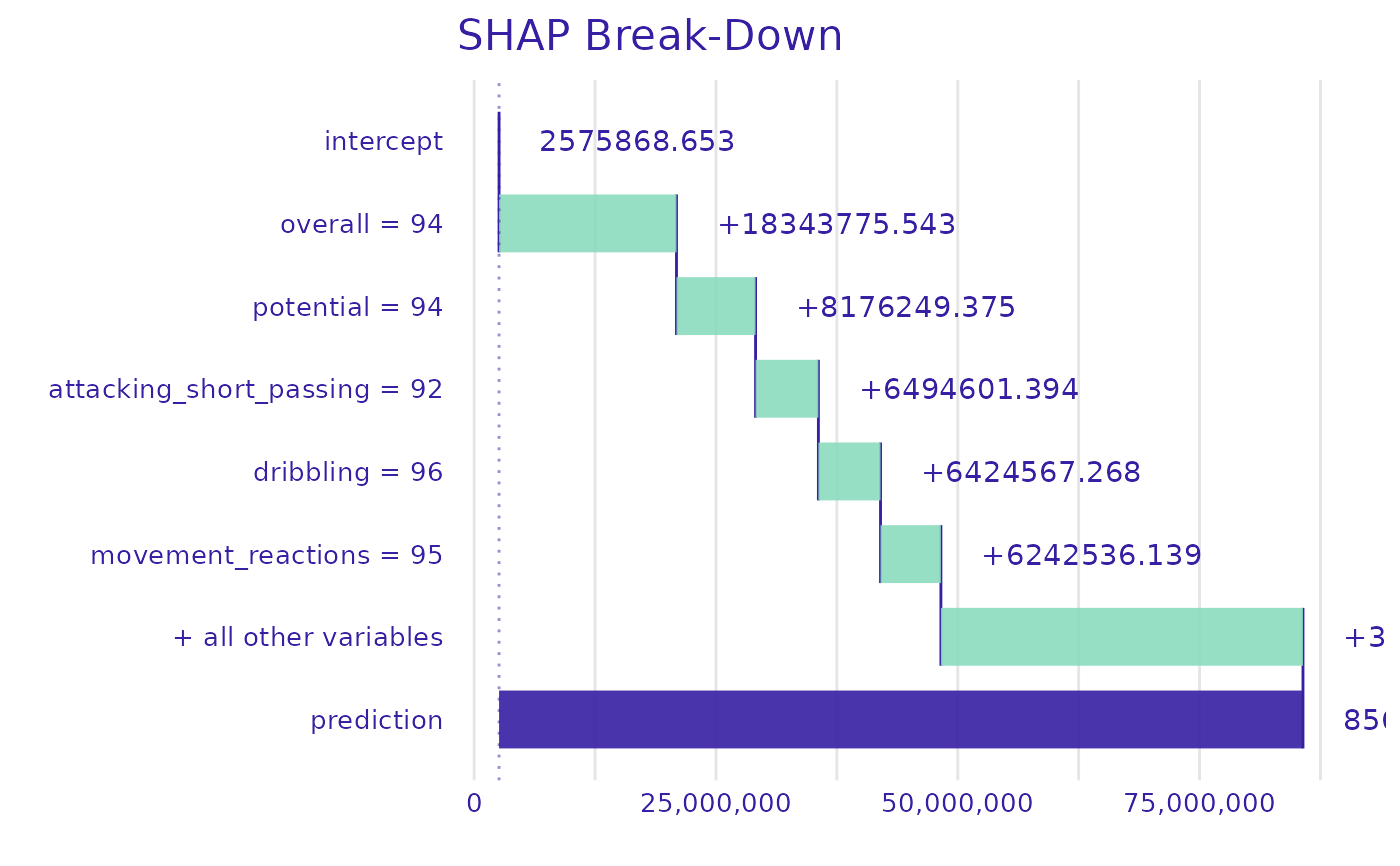 SHAP Break-Down
intercept 2575868.653
overall = 94 +18343775.543
potential = 94 +8176249.375
attacking_short_passing = 92 +6494601.394
dribbling = 96 +6424567.268
movement_reactions = 95 +6242536.139
+ all other variables +3
prediction
0 25,000,000 50,000,000 75,000,000